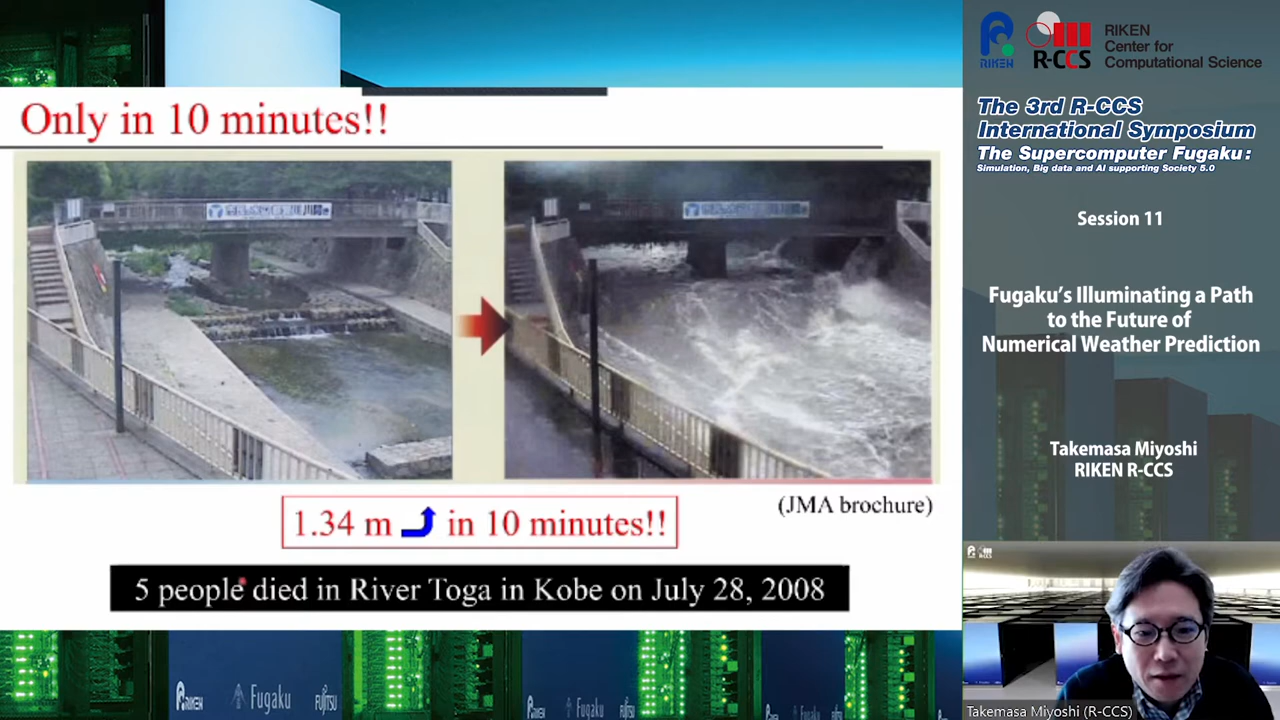 Only in 10 minutes!!
(JMA brochure)
1.34 m in 10 minutes!!
5 people died in River Toga in Kobe on July 28, 2008
RIKEN
Fugaku
FUJITSU
RIKEN
R-CCS
RIKEN
Center for
Computational Science
The 3rd R-CCS
International Symposium
The Supercomputer Fugaku:
Simulation, Big data and AI supporting Society 5.0
Session 11
Fugaku's Illuminating a Path
to the Future of
Numerical Weather Prediction
Takemasa Miyoshi
RIKEN R-CCS
Takemasa Miyoshi (R-CCS)